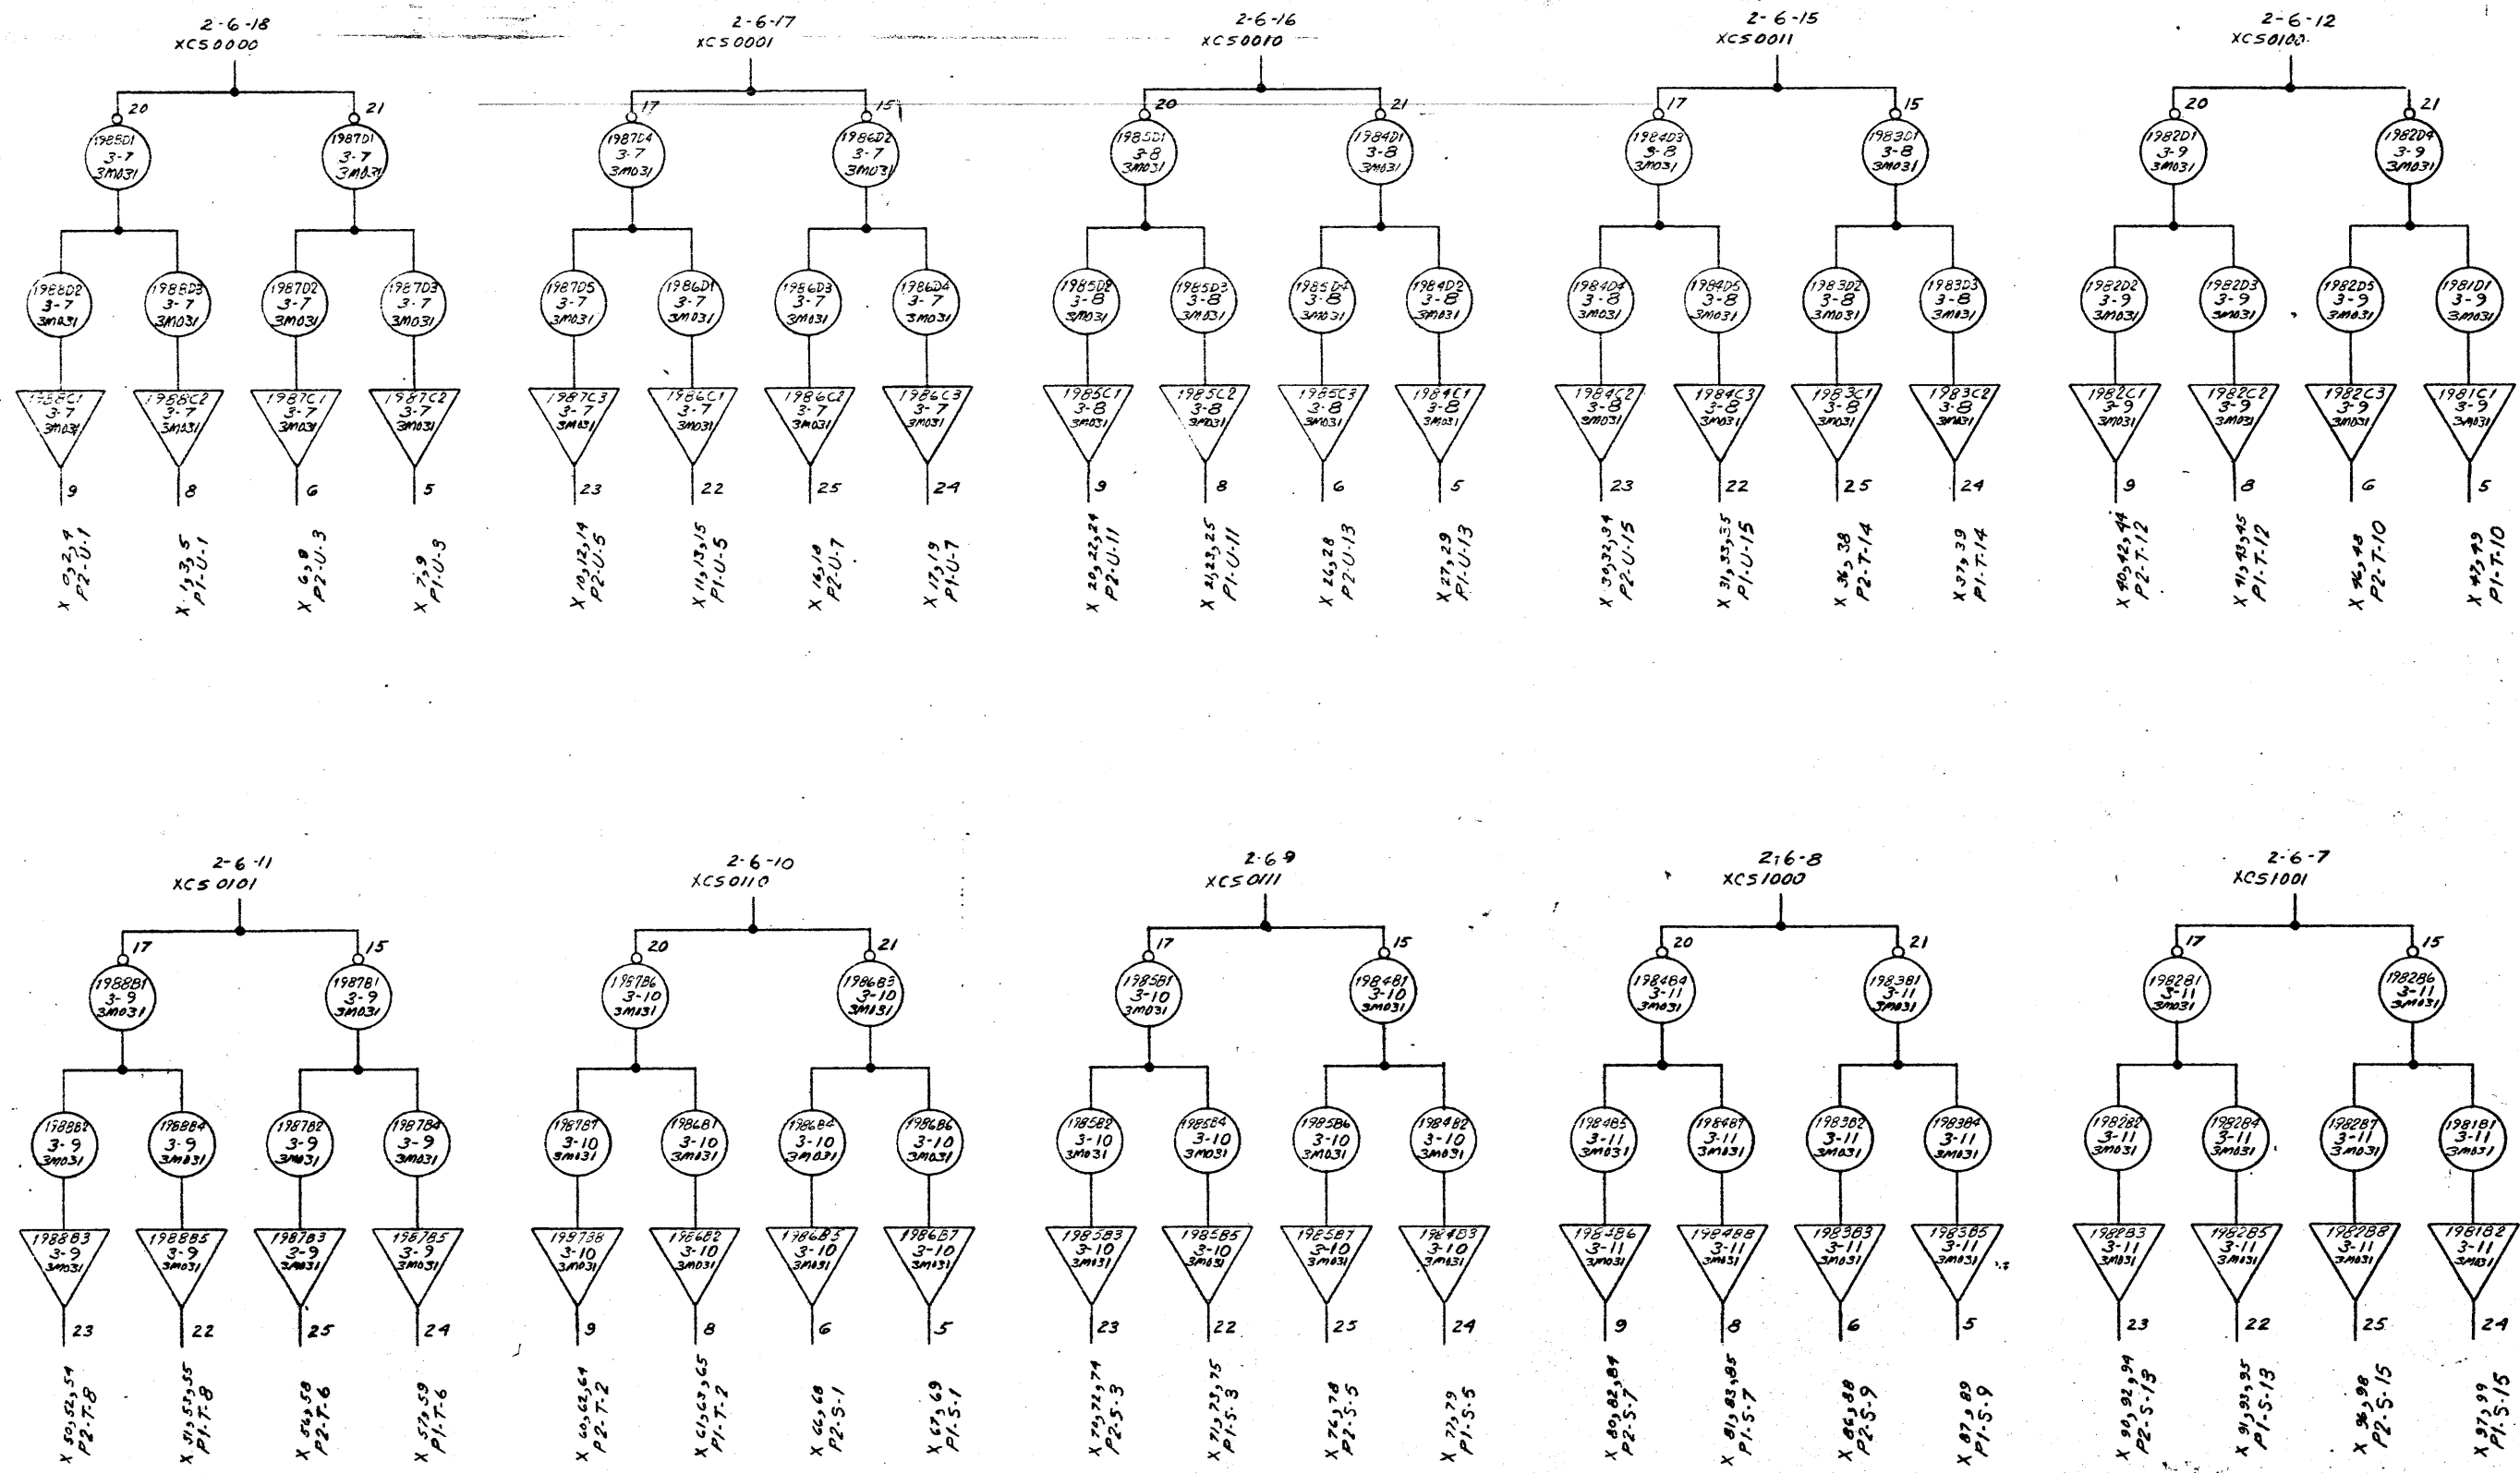 2-6-18
XCS0000
20
21
1988D1
3-7
3M031
1987D1
3-7
3M031
1988D2
3-7
3M031
1988D3
3-7
3M031
1987D2
3-7
3M031
1987D3
3-7
3M031
1988C1
3-7
3M031
1988C2
3-7
3M031
1987C1
3-7
3M031
1987C2
3-7
3M031
9
8
6
5
X 0,2,4
P2-U-1
X 1,3,5
P1-U-1
X 6,8
P2-U-3
X 7,9
P1-U-3
2-6-17
XCS0001
17
15
1987D4
3-7
3M031
1986D2
3-7
3M031
1987D5
3-7
3M031
1986D1
3-7
3M031
1986D3
3-7
3M031
1986D4
3-7
3M031
1987C3
3-7
3M031
1986C1
3-7
3M031
1986C2
3-7
3M031
1986C3
3-7
3M031
23
22
25
24
X 10,12,14
P2-U-5
X 11,13,15
P1-U-5
X 16,18
P2-U-7
X 17,19
P1-U-7
2-6-16
XCS0010
20
21
1985D1
3-8
3M031
1984D1
3-8
3M031
1985D2
3-8
3M031
1985D3
3-8
3M031
1985D4
3-8
3M031
1984D2
3-8
3M031
1985C1
3-8
3M031
1985C2
3-8
3M031
1985C3
3-8
3M031
1984C1
3-8
3M031
9
8
6
5
X 20,22,24
P2-U-11
X 21,23,25
P1-U-11
X 26,28
P2-U-13
X 27,29
P1-U-13
2-6-15
XCS0011
17
15
1984D3
3-8
3M031
1983D1
3-8
3M031
1984D4
3-8
3M031
1984D5
3-8
3M031
1983D2
3-8
3M031
1983D3
3-8
3M031
1984C2
3-8
3M031
1984C3
3-8
3M031
1983C1
3-8
3M031
1983C2
3-8
3M031
23
22
25
24
X 30,32,34
P2-U-15
X 31,33,35
P1-U-15
X 36,38
P2-T-14
X 37,39
P1-T-14
2-6-12
XCS0100
20
21
1982D1
3-9
3M031
1982D4
3-9
3M031
1982D2
3-9
3M031
1982D3
3-9
3M031
1982D5
3-9
3M031
1981D1
3-9
3M031
1982C1
3-9
3M031
1982C2
3-9
3M031
1982C3
3-9
3M031
1981C1
3-9
3M031
9
8
6
5
X 40,42,44
P2-T-12
X 41,43,45
P1-T-12
X 46,48
P2-T-10
X 47,49
P1-T-10
2-6-11
XCS0101
17
15
1988B1
3-9
3M031
1987B1
3-9
3M031
1988B2
3-9
3M031
1988B4
3-9
3M031
1987B2
3-9
3M031
1987B4
3-9
3M031
1988B3
3-9
3M031
1988B5
3-9
3M031
1987B3
3-9
3M031
1987B5
3-9
3M031
23
22
25
24
X 50,52,54
P2-T-8
X 51,53,55
P1-T-8
X 56,58
P2-T-6
X 57,59
P1-T-6
2-6-10
XCS0110
20
21
1987B6
3-10
3M031
1986B3
3-10
3M031
1987B7
3-10
3M031
1986B1
3-10
3M031
1986B4
3-10
3M031
1986B6
3-10
3M031
1987B8
3-10
3M031
1986B2
3-10
3M031
1986B5
3-10
3M031
1986B7
3-10
3M031
9
8
6
5
X 60,62,64
P2-T-2
X 61,63,65
P1-T-2
X 66,68
P2-S-1
X 67,69
P1-S-1
2-6-9
XCS0111
17
15
1985B1
3-10
3M031
1984B1
3-10
3M031
1985B2
3-10
3M031
1985B4
3-10
3M031
1985B6
3-10
3M031
1984B2
3-10
3M031
1985B3
3-10
3M031
1985B5
3-10
3M031
1985B7
3-10
3M031
1984B3
3-10
3M031
23
22
25
24
X 70,72,74
P2-S-3
X 71,73,75
P1-S-3
X 76,78
P2-S-5
X 77,79
P1-S-5
2-6-8
XCS1000
20
21
1984B4
3-11
3M031
1983B1
3-11
3M031
1984B5
3-11
3M031
1984B7
3-11
3M031
1983B2
3-11
3M031
1983B4
3-11
3M031
1984B6
3-11
3M031
1984B8
3-11
3M031
1983B3
3-11
3M031
1983B5
3-11
3M031
9
8
6
5
X 80,82,84
P2-S-7
X 81,83,85
P1-S-7
X 86,88
P2-S-9
X 87,89
P1-S-9
2-6-7
XCS1001
17
15
1982B1
3-11
3M031
1982B6
3-11
3M031
1982B2
3-11
3M031
1982B4
3-11
3M031
1982B7
3-11
3M031
1981B1
3-11
3M031
1982B3
3-11
3M031
1982B5
3-11
3M031
1982B8
3-11
3M031
1981B2
3-11
3M031
23
22
25
24
X 90,92,94
P2-S-13
X 91,93,95
P1-S-13
X 96,98
P2-S-15
X 97,99
P1-S-15